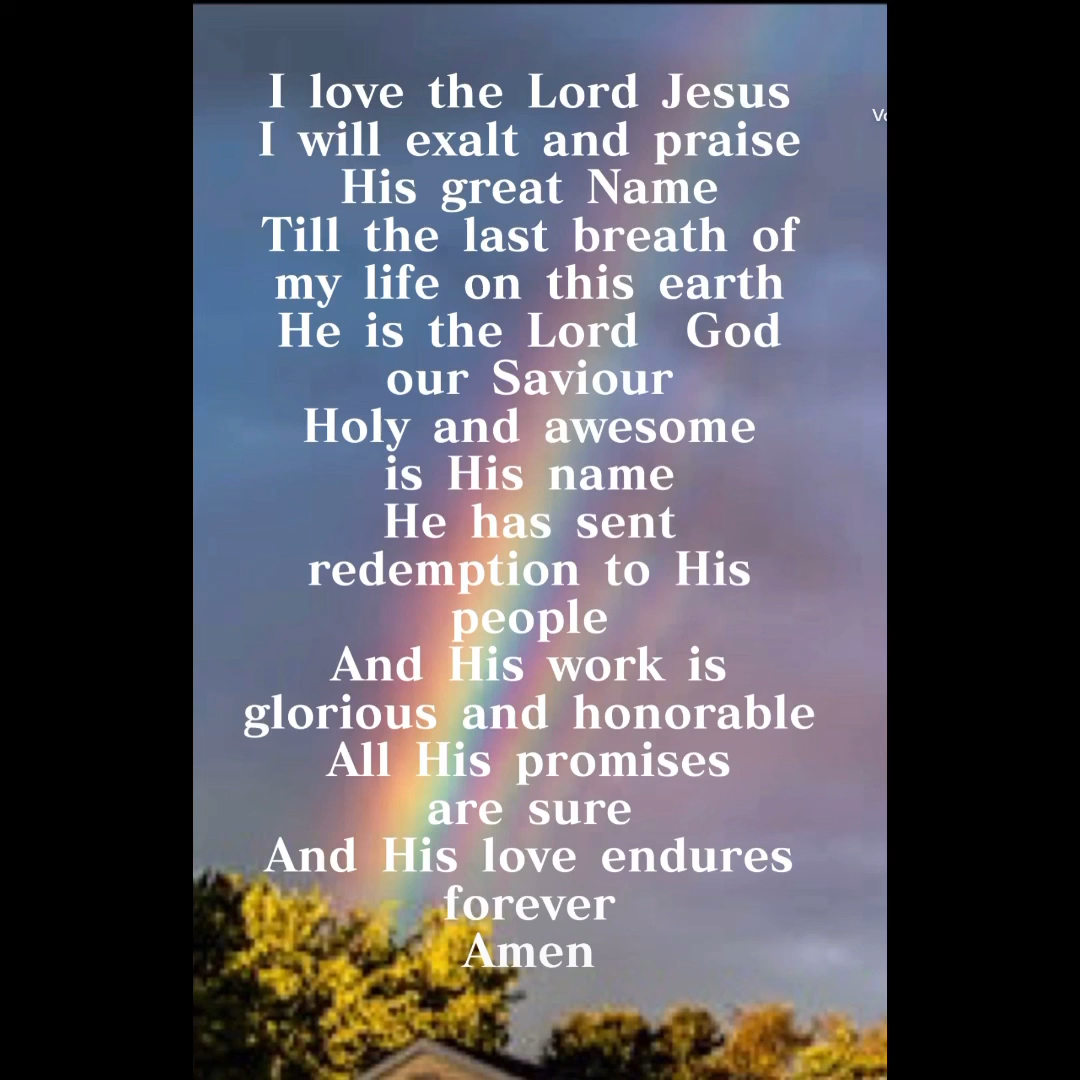 I love the Lord Jesus
I will exalt and praise
His great Name
Till the last breath of
my life on this earth
He is the Lord God
our Saviour
Holy and awesome
is His name
He has sent
redemption to His
people
And His work is
glorious and honorable
All His promises
are sure
And His love endures
forever
Amen